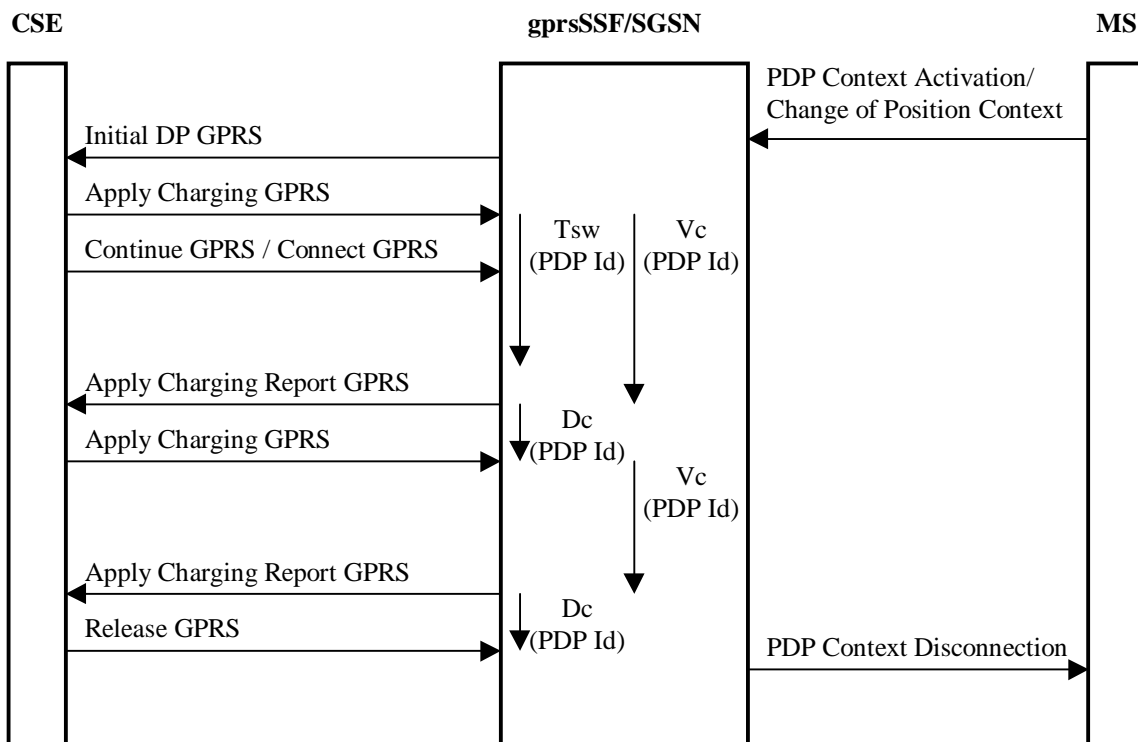 CSE
gprsSSF/SGSN
MS
PDP Context Activation/
Change of Position Context
Initial DP GPRS
Apply Charging GPRS
Tsw
(PDP Id)
Vc
(PDP Id)
Continue GPRS / Connect GPRS
Apply Charging Report GPRS
Dc
(PDP Id)
Apply Charging GPRS
Vc
(PDP Id)
Apply Charging Report GPRS
Dc
(PDP Id)
Release GPRS
PDP Context Disconnection